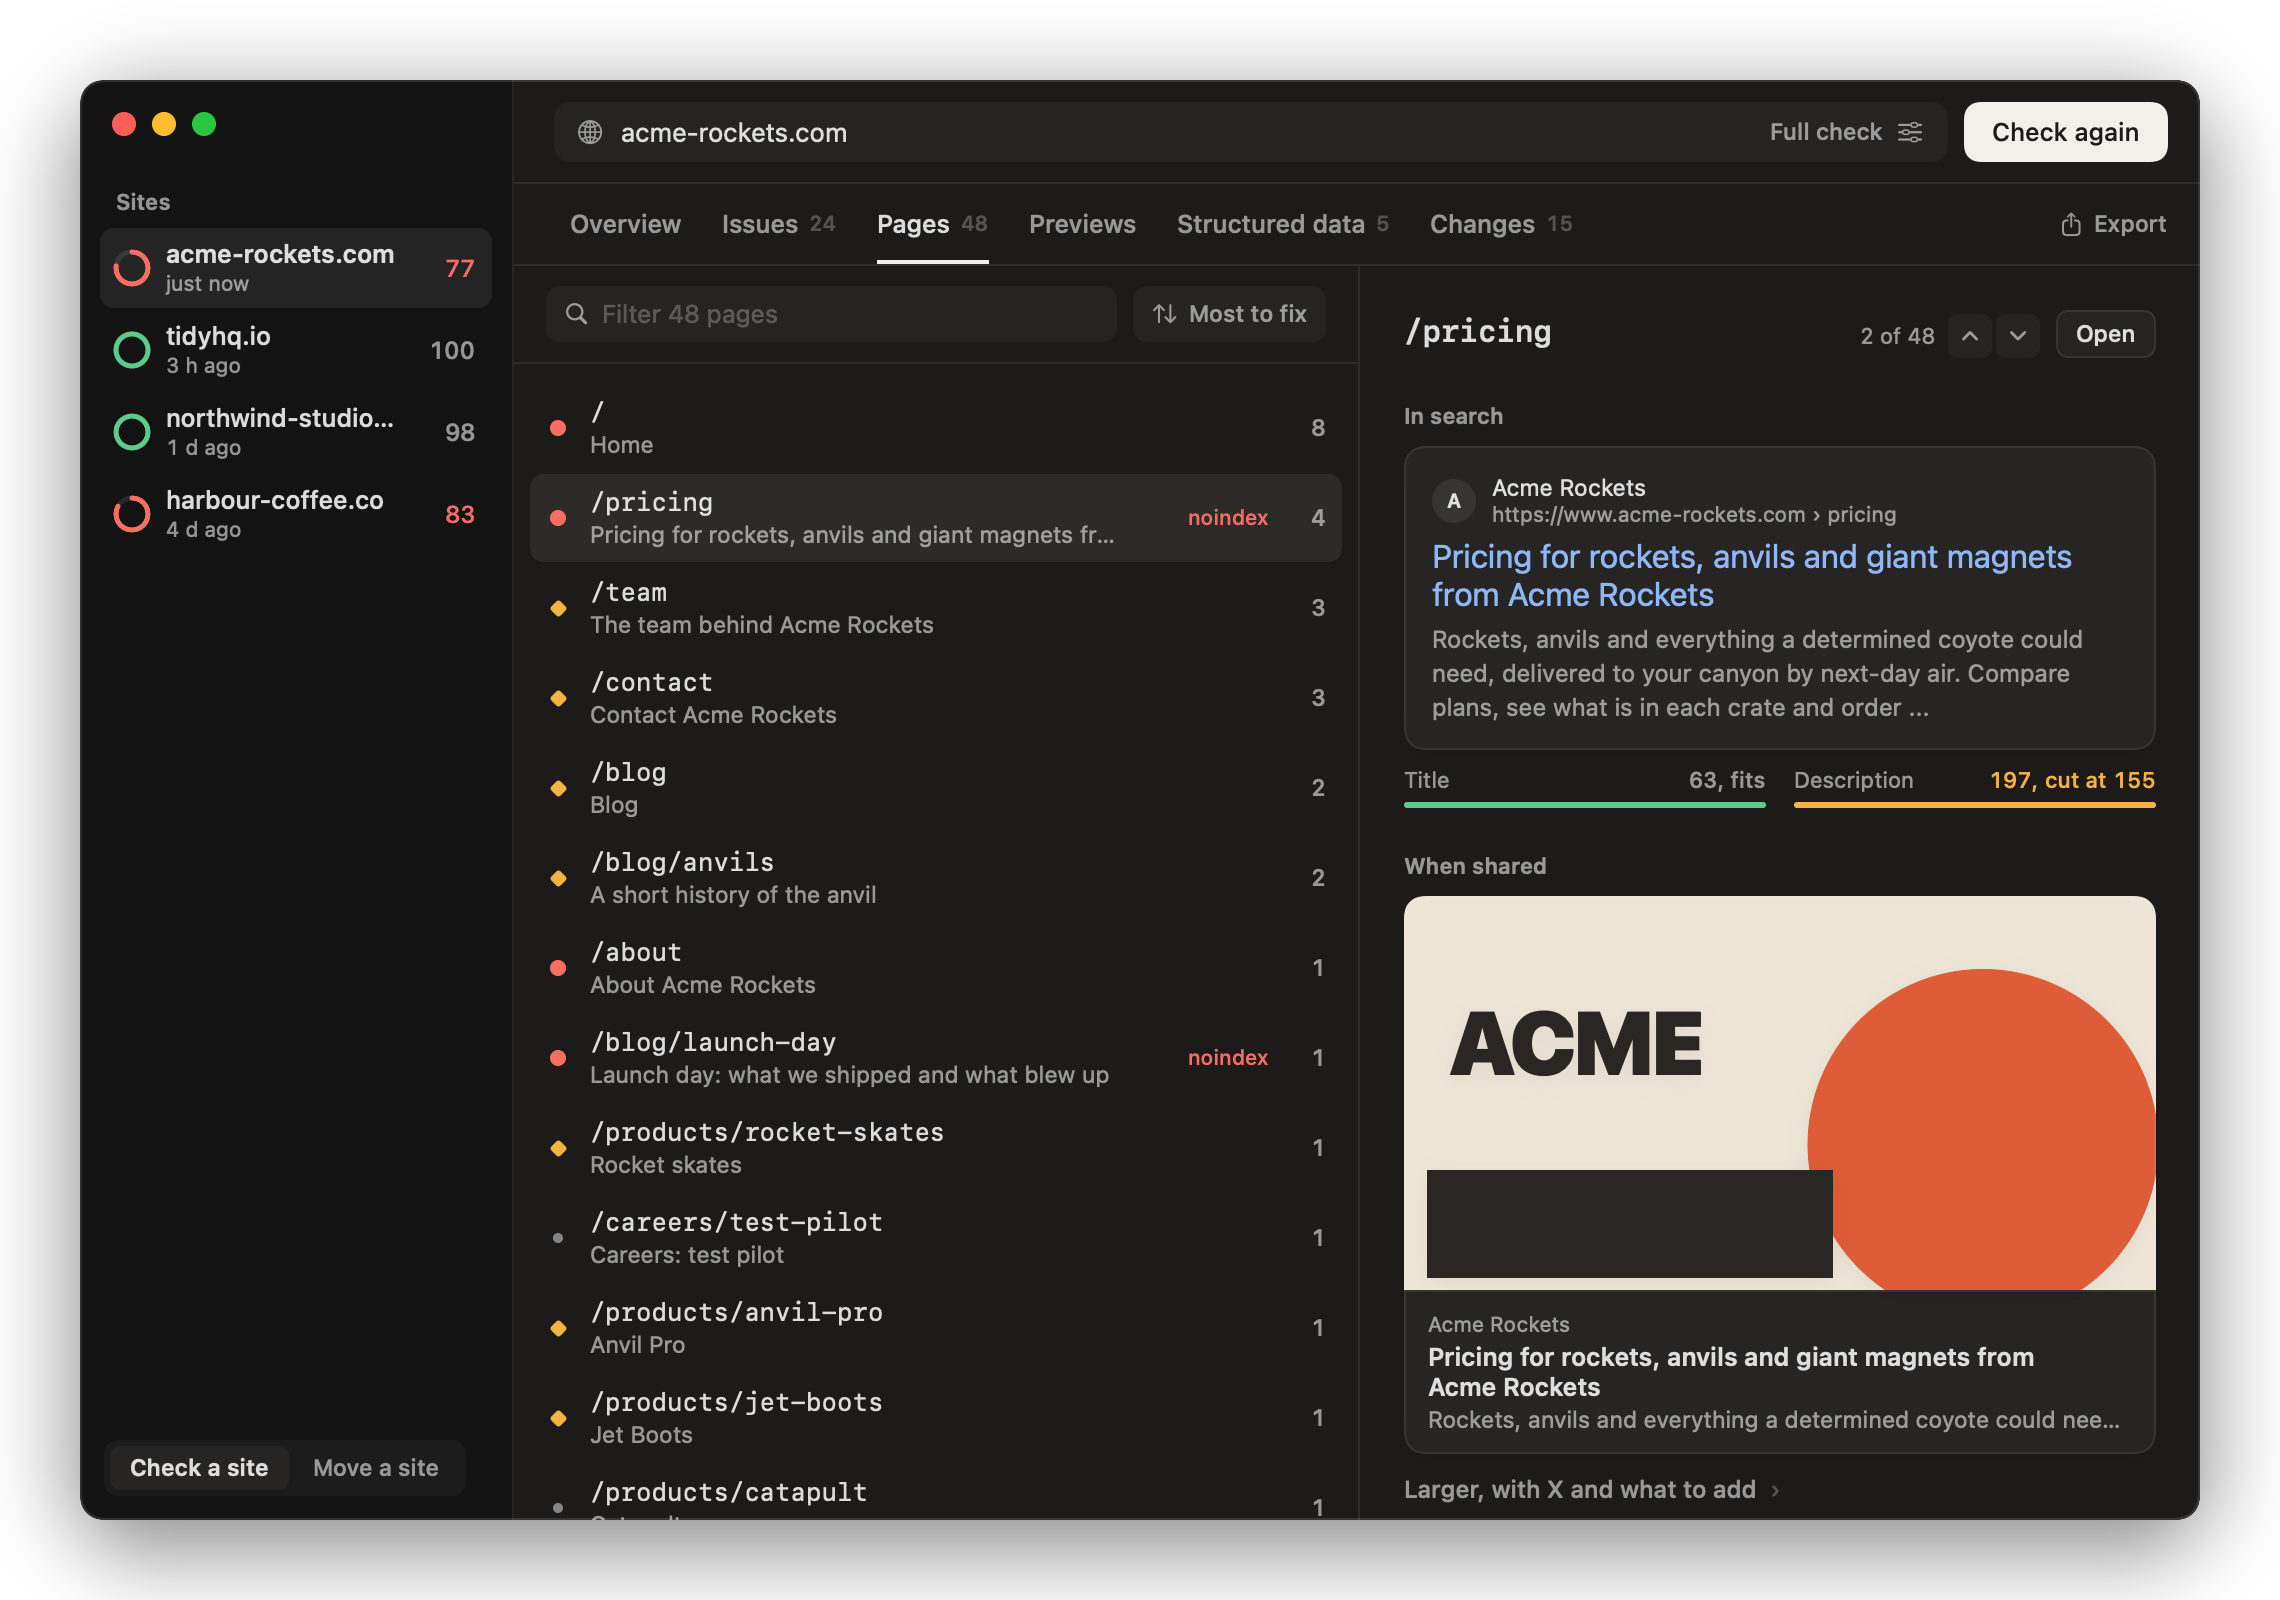 Sites
acme-rockets.com
just now
77
tidyhq.io
3 h ago
100
northwind-studio...
1 d ago
98
harbour-coffee.co
4 d ago
83
Check a site
Move a site
acme-rockets.com
Full check
Check again
Overview
Issues 24
Pages 48
Previews
Structured data 5
Changes 15
Export
Filter 48 pages
Most to fix
/
Home
8
/pricing
Pricing for rockets, anvils and giant magnets fr...
noindex
4
/team
The team behind Acme Rockets
3
/contact
Contact Acme Rockets
3
/blog
Blog
2
/blog/anvils
A short history of the anvil
2
/about
About Acme Rockets
1
/blog/launch-day
Launch day: what we shipped and what blew up
noindex
1
/products/rocket-skates
Rocket skates
1
/careers/test-pilot
Careers: test pilot
1
/products/anvil-pro
Anvil Pro
1
/products/jet-boots
Jet Boots
1
/products/catapult
1
/pricing
2 of 48
Open
In search
A
Acme Rockets
https://www.acme-rockets.com › pricing
Pricing for rockets, anvils and giant magnets
from Acme Rockets
Rockets, anvils and everything a determined coyote could
need, delivered to your canyon by next-day air. Compare
plans, see what is in each crate and order ...
Title
63, fits
Description
197, cut at 155
When shared
ACME
Acme Rockets
Pricing for rockets, anvils and giant magnets from
Acme Rockets
Rockets, anvils and everything a determined coyote could nee...
Larger, with X and what to add ›